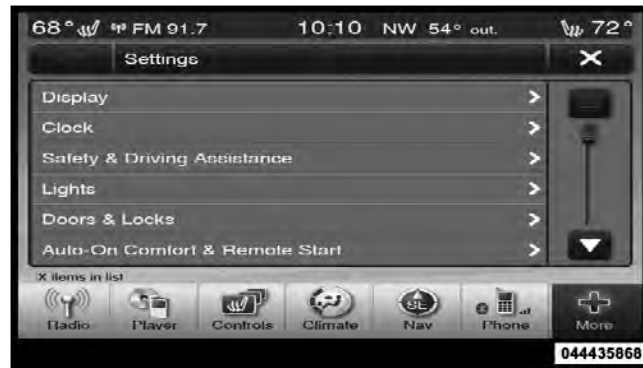 68° FM 91.7 10:10 NW 54° out. 72°
Settings
Display
Clock
Safety & Driving Assistance
Lights
Doors & Locks
Auto-On Comfort & Remote Start
X items in list
SE
Radio Player Controls Climate Nav Phone More
044435868